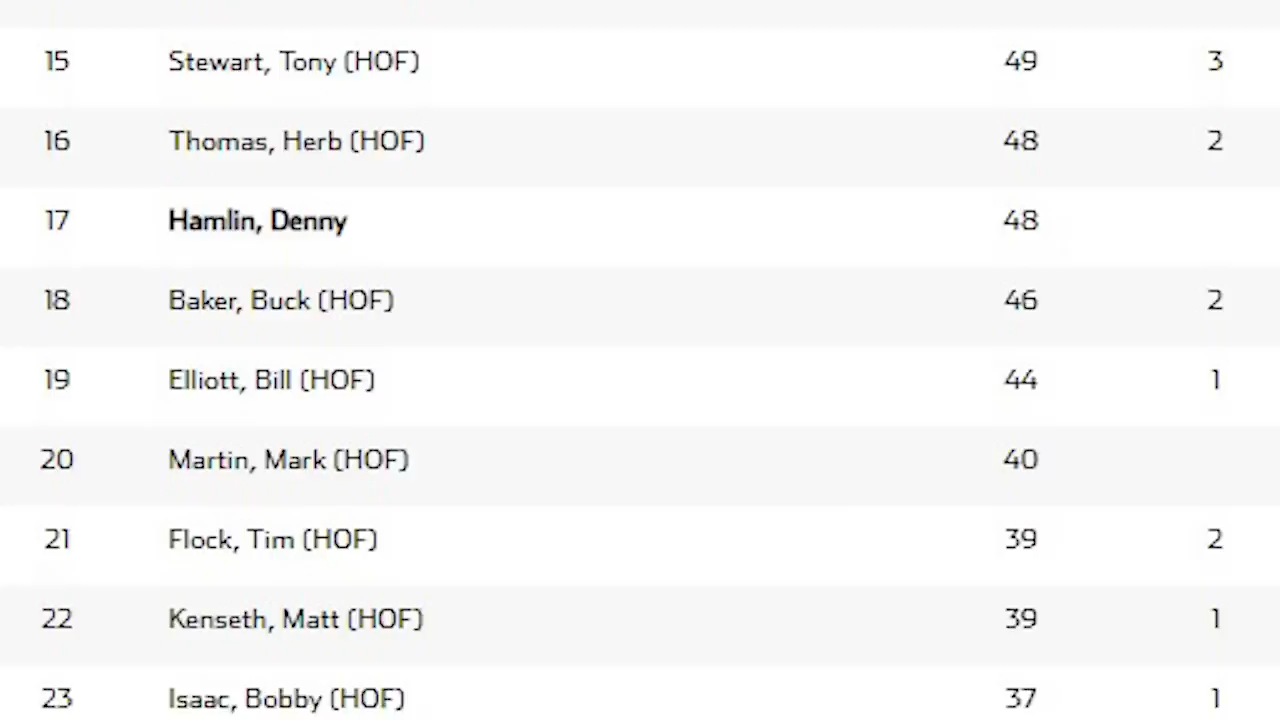 15 Stewart, Tony (HOF) 49 3
16 Thomas, Herb (HOF) 48 2
17 Hamlin, Denny 48
18 Baker, Buck (HOF) 46 2
19 Elliott, Bill (HOF) 44 1
20 Martin, Mark (HOF) 40
21 Flock, Tim (HOF) 39 2
22 Kenseth, Matt (HOF) 39 1
23 Isaac, Bobby (HOF) 37 1